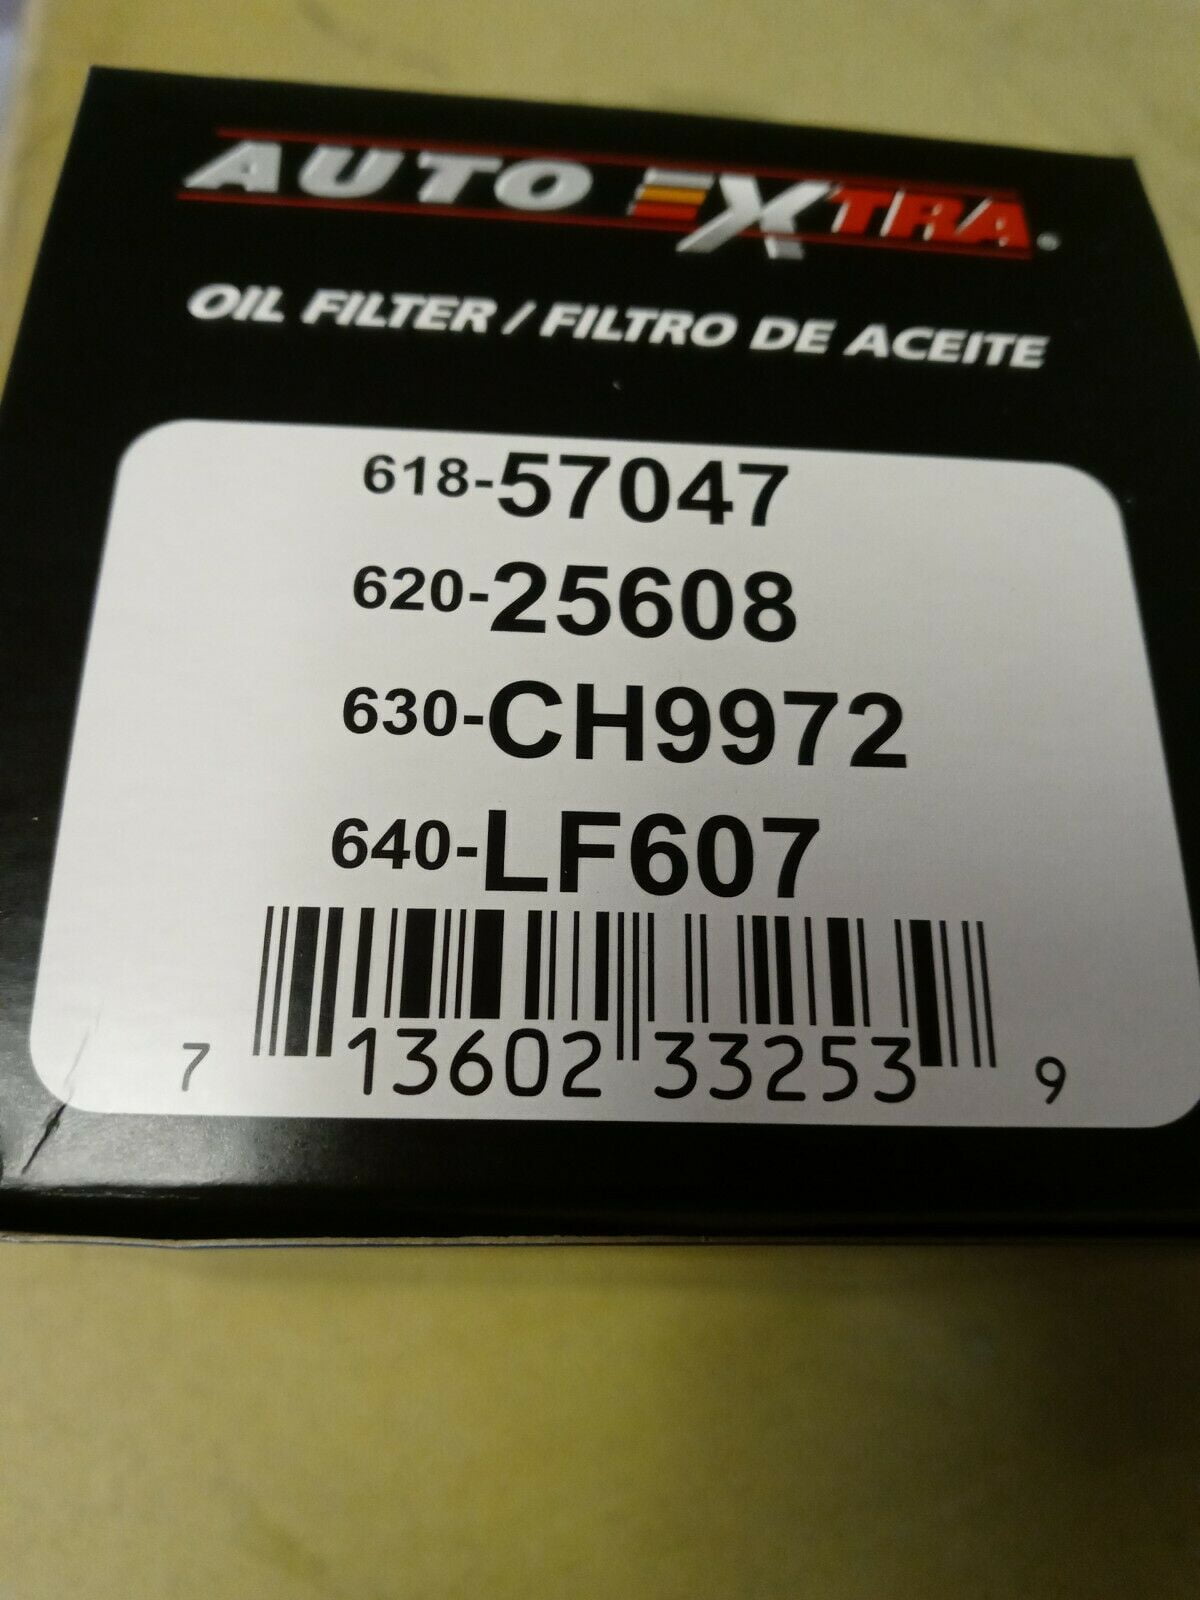 AUTO EXTRA®
OIL FILTER / FILTRO DE ACEITE
618-57047
620-25608
630-CH9972
640-LF607
7 13602 33253 9